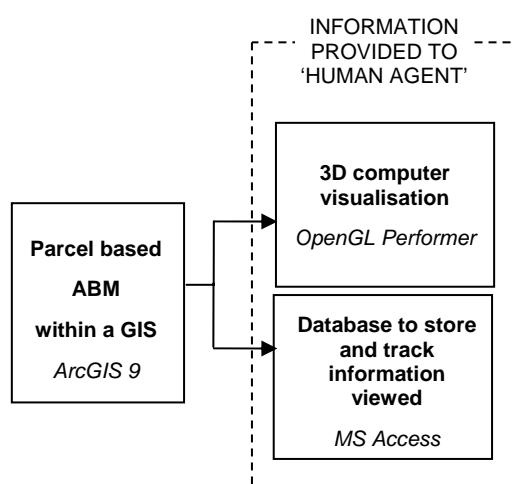 INFORMATION
PROVIDED TO
‘HUMAN AGENT’
3D computer
visualisation
OpenGL Performer
Parcel based
ABM
within a GIS
ArcGIS 9
Database to store
and track
information
viewed
MS Access